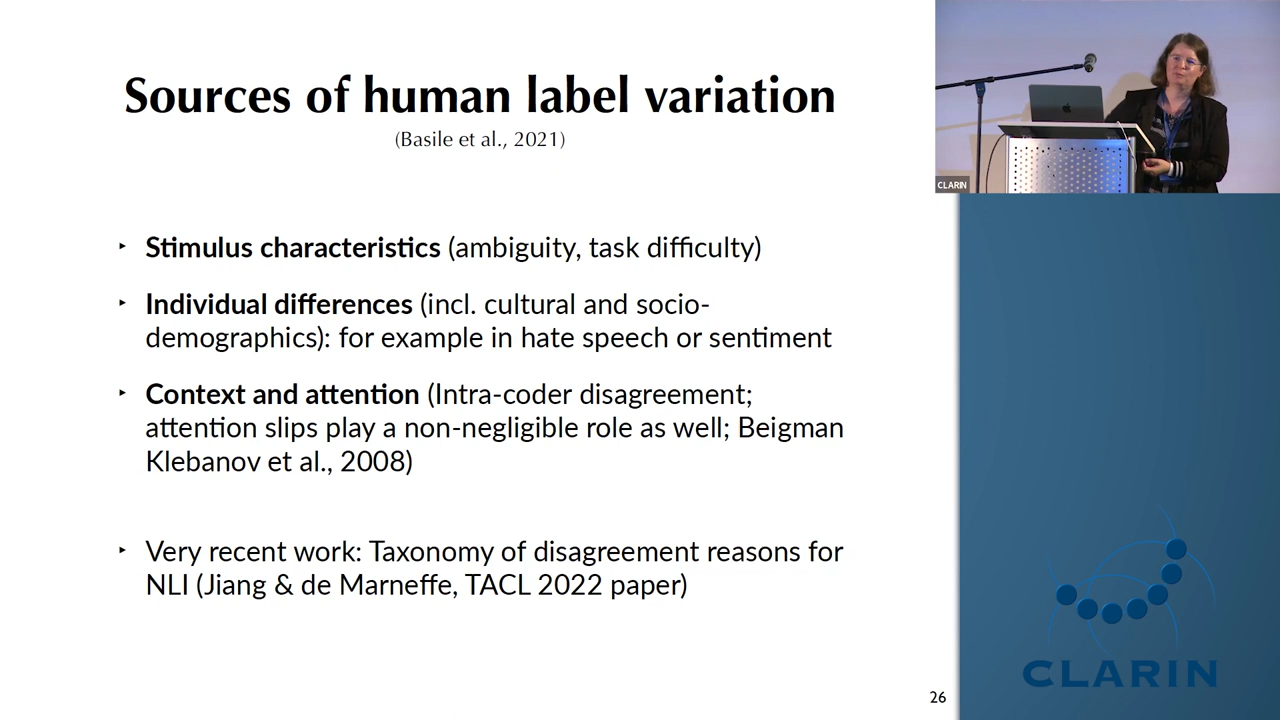 Sources of human label variation
(Basile et al., 2021)
‣ Stimulus characteristics (ambiguity, task difficulty)
‣ Individual differences (incl. cultural and socio-
demographics): for example in hate speech or sentiment
‣ Context and attention (Intra-coder disagreement;
attention slips play a non-negligible role as well; Beigman
Klebanov et al., 2008)
‣ Very recent work: Taxonomy of disagreement reasons for
NLI (Jiang & de Marneffe, TACL 2022 paper)
26
CLARIN
CLARIN